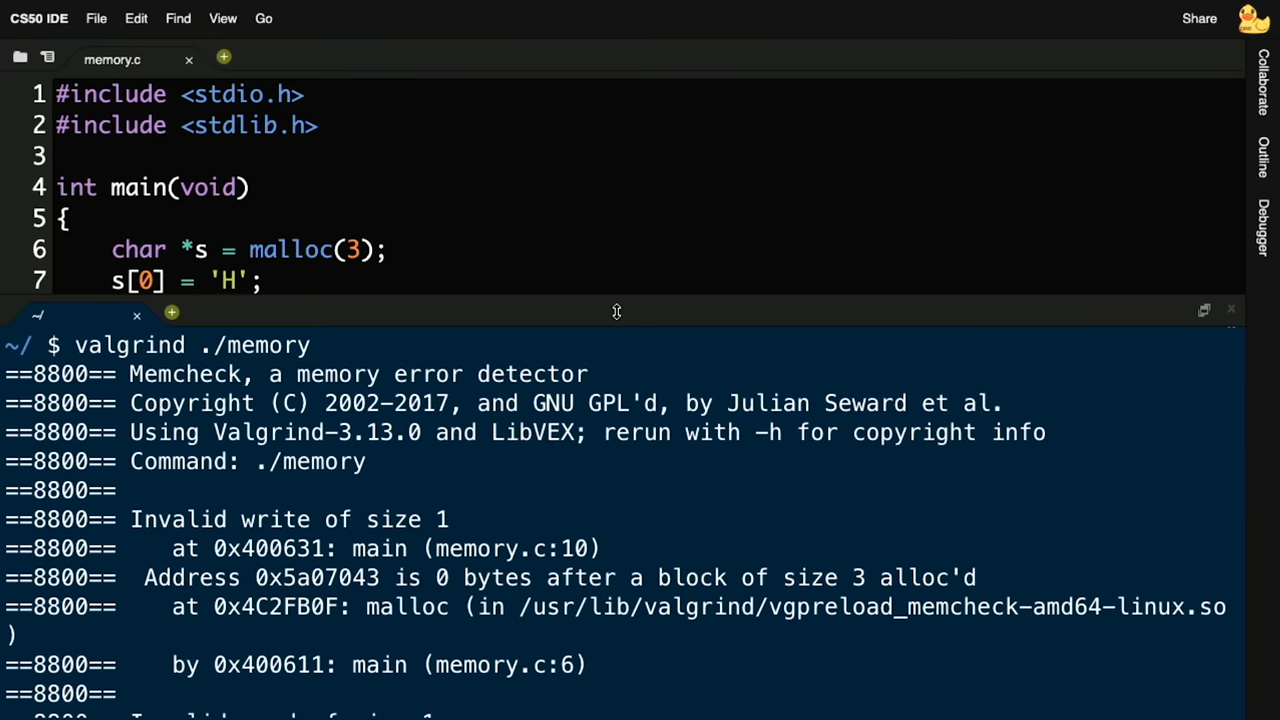 CS50 IDE File Edit Find View Go Share
memory.c
1 #include <stdio.h>
2 #include <stdlib.h>
3
4 int main(void)
5 {
6     char *s = malloc(3);
7     s[0] = 'H';
Collaborate
Outline
Debugger
~/
~/ $ valgrind ./memory
==8800== Memcheck, a memory error detector
==8800== Copyright (C) 2002-2017, and GNU GPL'd, by Julian Seward et al.
==8800== Using Valgrind-3.13.0 and LibVEX; rerun with -h for copyright info
==8800== Command: ./memory
==8800==
==8800== Invalid write of size 1
==8800==    at 0x400631: main (memory.c:10)
==8800==  Address 0x5a07043 is 0 bytes after a block of size 3 alloc'd
==8800==    at 0x4C2FB0F: malloc (in /usr/lib/valgrind/vgpreload_memcheck-amd64-linux.so
)
==8800==    by 0x400611: main (memory.c:6)
==8800==